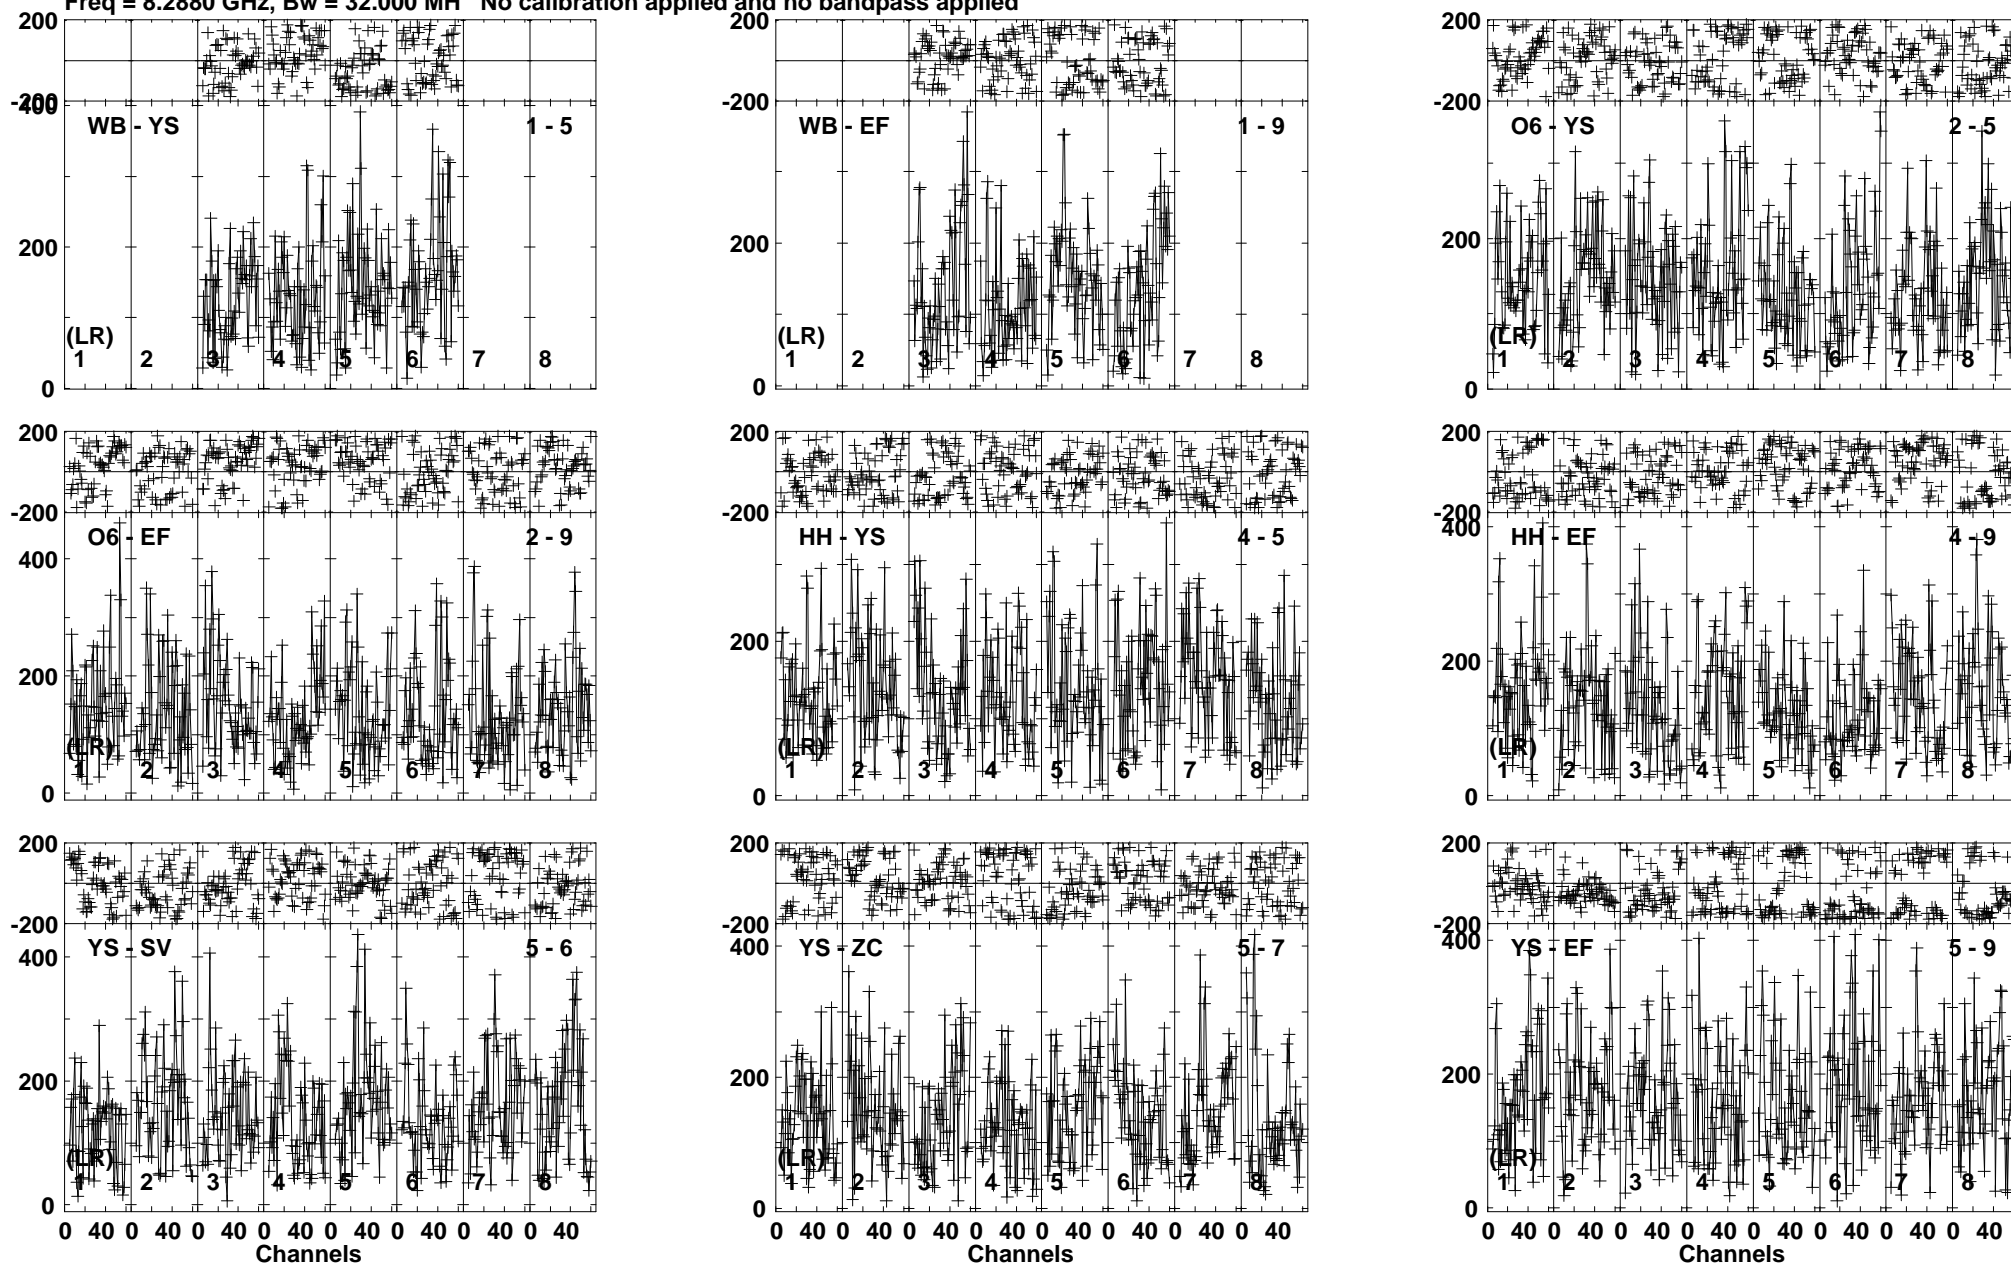 Freq = 8.2880 GHz, Bw = 32.000 MH No calibration applied and no bandpass applied
200 200 200
-200 -200 -200
400
WB - YS 1 - 5 WB - EF 1 - 9 O6 - YS 2 - 5
200 200 200
(LR) (LR) (LR)
1 2 3 4 5 6 7 8 1 2 3 4 5 6 7 8 1 2 3 4 5 6 7 8
0 0 0
200 200 200
-200 -200 -200
O6 - EF 2 - 9 HH - YS 4 - 5 HH - EF 4 - 9
400 400
200 200 200
(LR) (LR) (LR)
1 2 3 4 5 6 7 8 1 2 3 4 5 6 7 8 1 2 3 4 5 6 7 8
0 0 0
200 200 200
-200 -200 -200
YS - SV 5 - 6 YS - ZC 5 - 7 YS - EF 5 - 9
400 400 400
200 200 200
(LR) (LR) (LR)
1 2 3 4 5 6 7 8 1 2 3 4 5 6 7 8 1 2 3 4 5 6 7 8
0 0 0
0 40 0 40 0 40 0 40 0 40 0 40 0 40 0 40 0 40 0 40 0 40 0 40 0 40 0 40 0 40 0 40 0 40 0 40 0 40 0 40 0 40 0 40 0 40 0 40
Channels Channels Channels